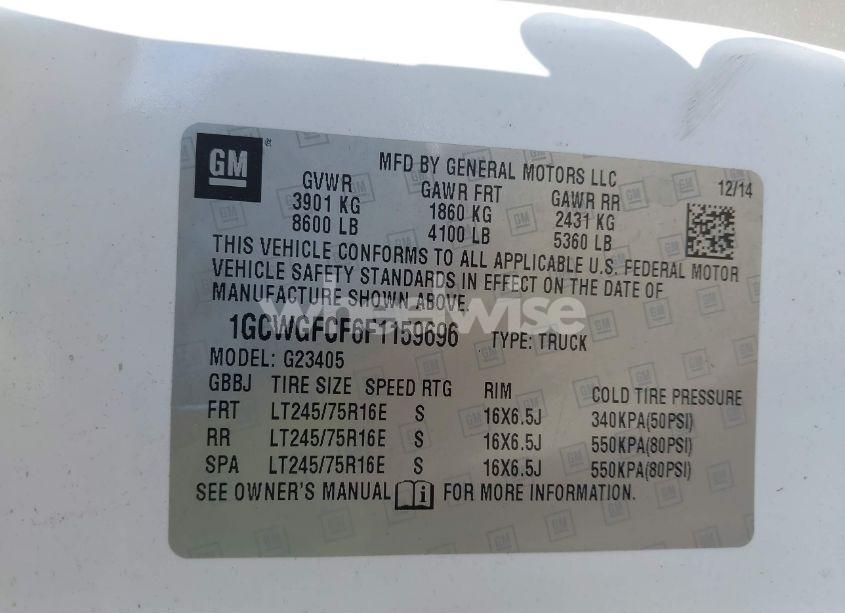 GM
MFD BY GENERAL MOTORS LLC
12/14
GVWR GAWR FRT GAWR RR
3901 KG 1860 KG 2431 KG
8600 LB 4100 LB 5360 LB
THIS VEHICLE CONFORMS TO ALL APPLICABLE U.S. FEDERAL MOTOR
VEHICLE SAFETY STANDARDS IN EFFECT ON THE DATE OF
MANUFACTURE SHOWN ABOVE.
wheelwise
1GCWGFCF6F1159696 TYPE: TRUCK
MODEL: G23405
GBBJ TIRE SIZE SPEED RTG RIM COLD TIRE PRESSURE
FRT LT245/75R16E S 16X6.5J 340KPA(50PSI)
RR LT245/75R16E S 16X6.5J 550KPA(80PSI)
SPA LT245/75R16E S 16X6.5J 550KPA(80PSI)
SEE OWNER'S MANUAL FOR MORE INFORMATION.